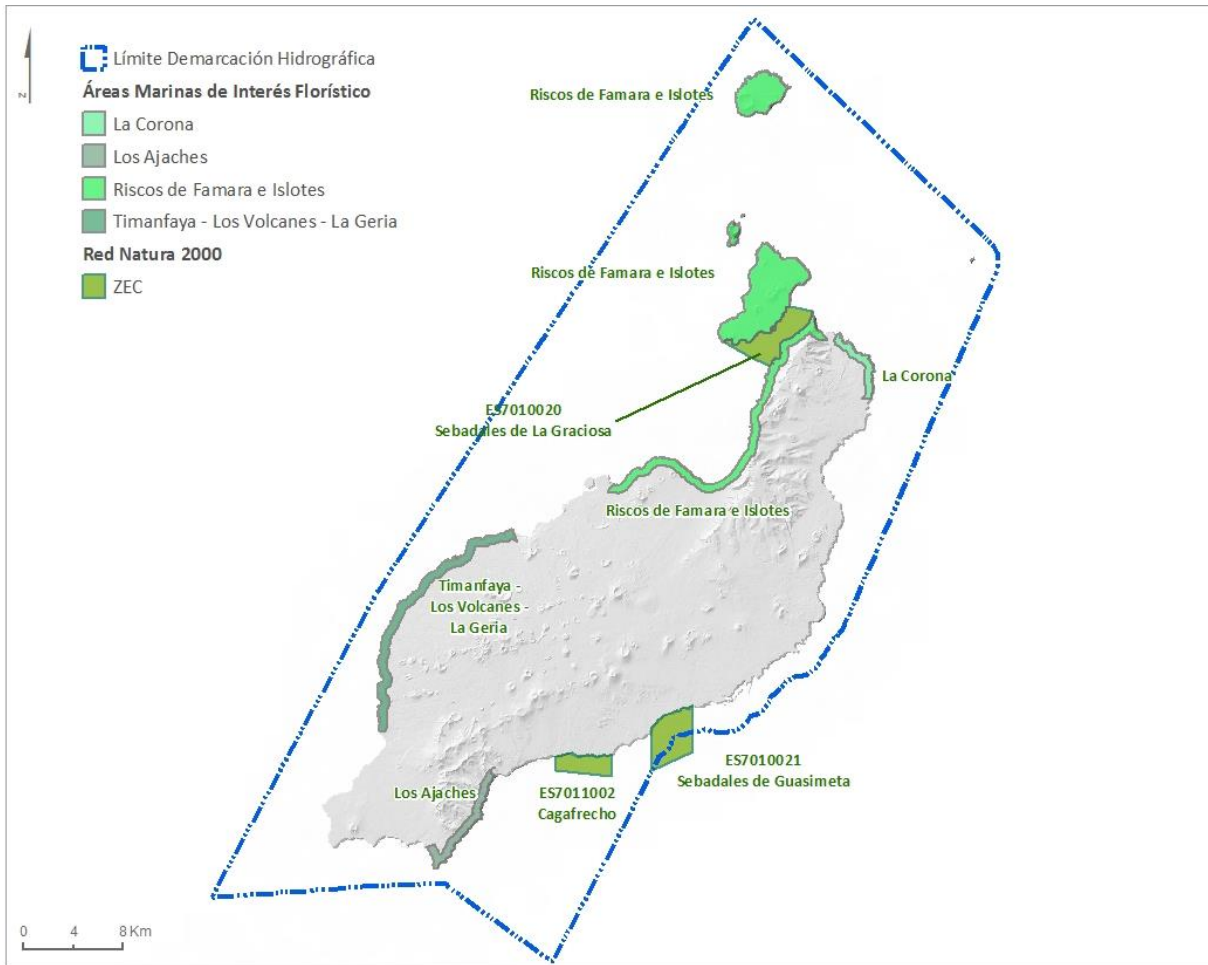 Límite Demarcación Hidrográfica
Áreas Marinas de Interés Florístico
La Corona
Los Ajaches
Riscos de Famara e Islotes
Timanfaya - Los Volcanes - La Geria
Red Natura 2000
ZEC
N
Riscos de Famara e Islotes
Riscos de Famara e Islotes
La Corona
ES7010020
Sebadales de La Graciosa
Riscos de Famara e Islotes
Timanfaya -
Los Volcanes -
La Geria
Los Ajaches
ES7011002
Cagafrecho
ES7010021
Sebadales de Guasimeta
0 4 8 Km